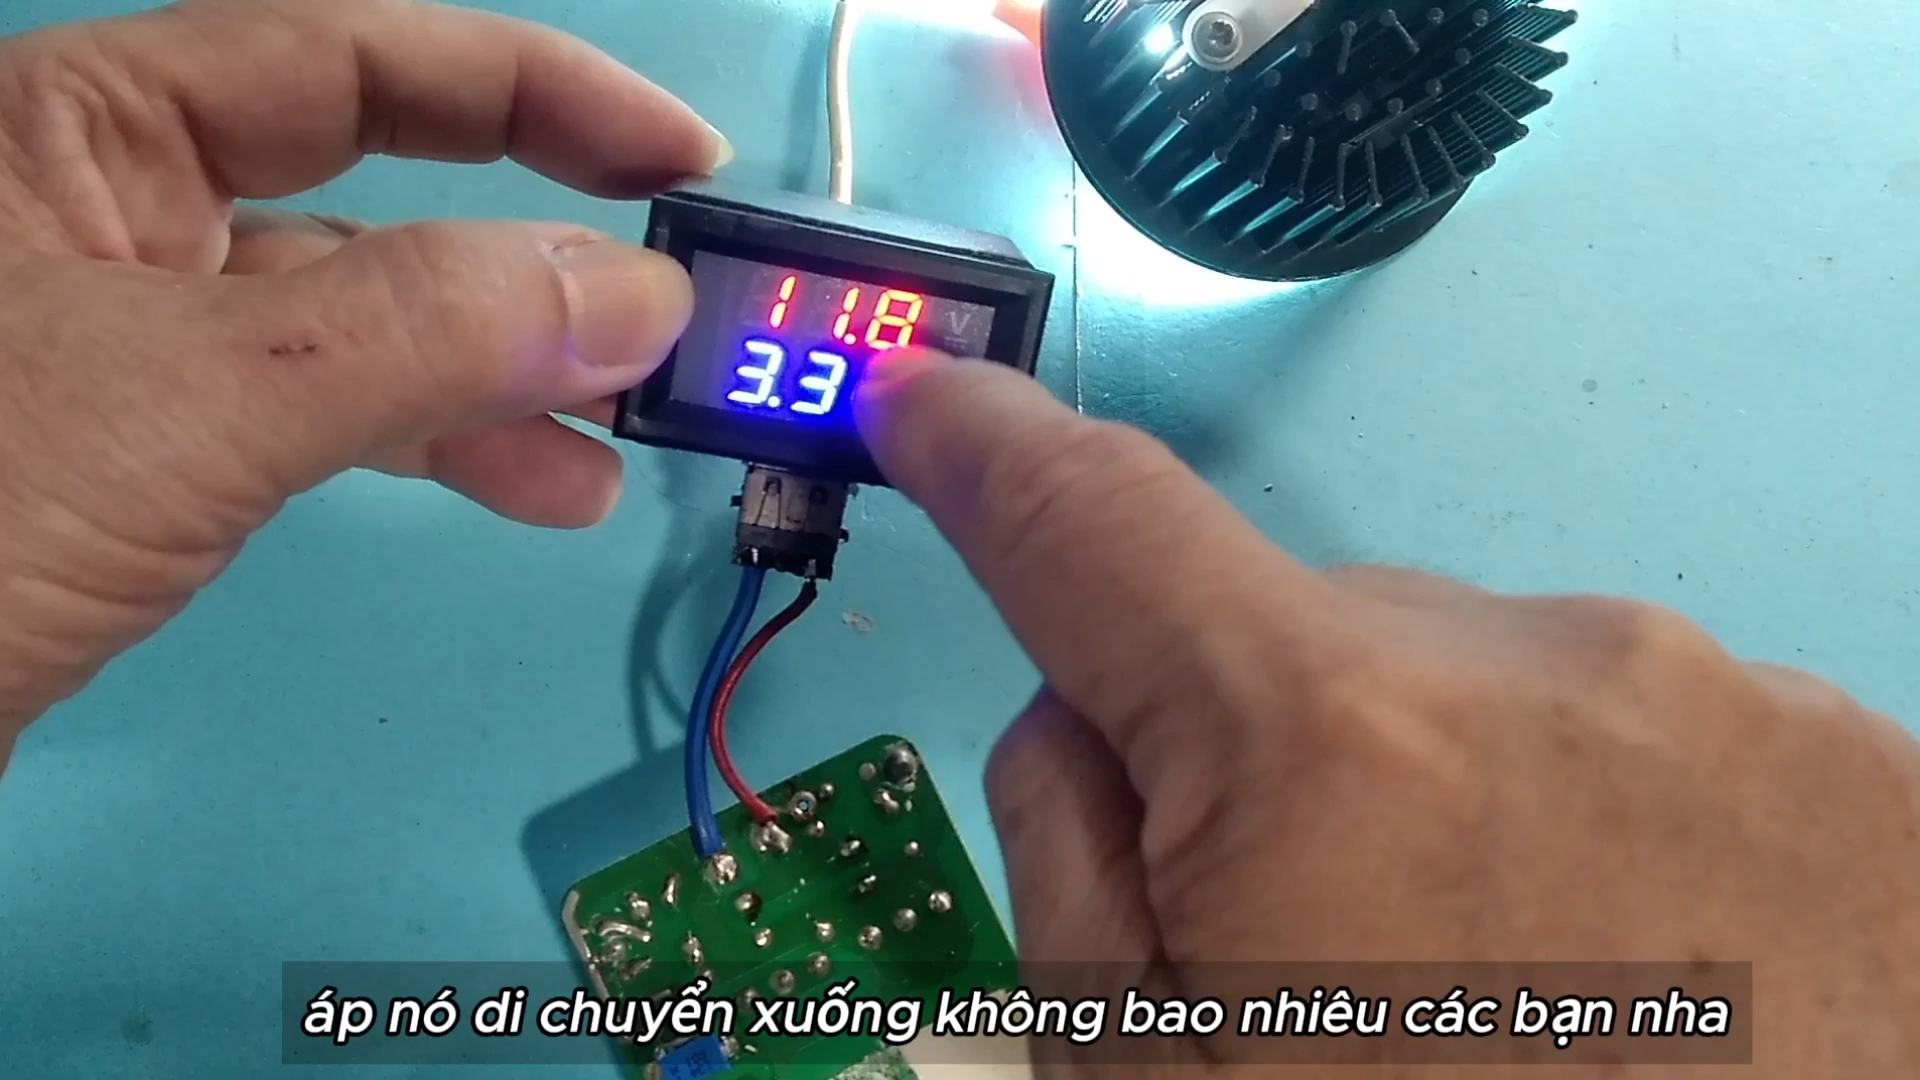 11.8 V
3.3
áp nó di chuyển xuống không bao nhiêu các bạn nha